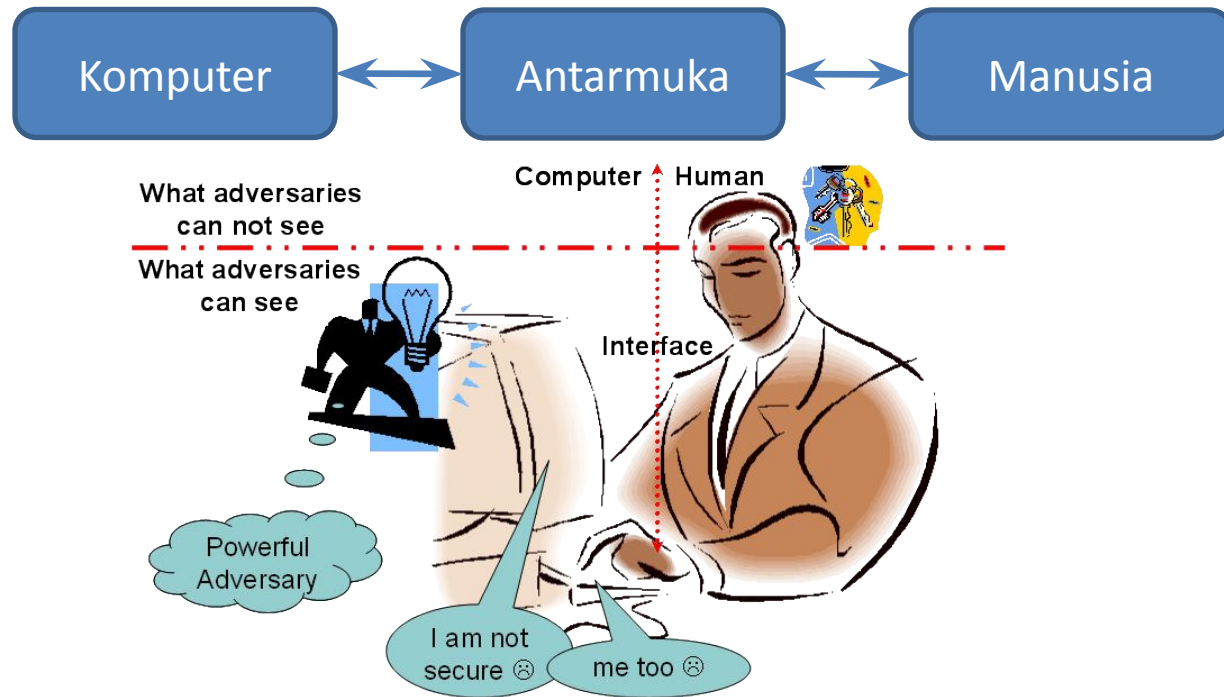 Komputer
Antarmuka
Manusia
Computer
Human
What adversaries
can not see
What adversaries
can see
Interface
Powerful
Adversary
I am not
secure ☹
me too ☹